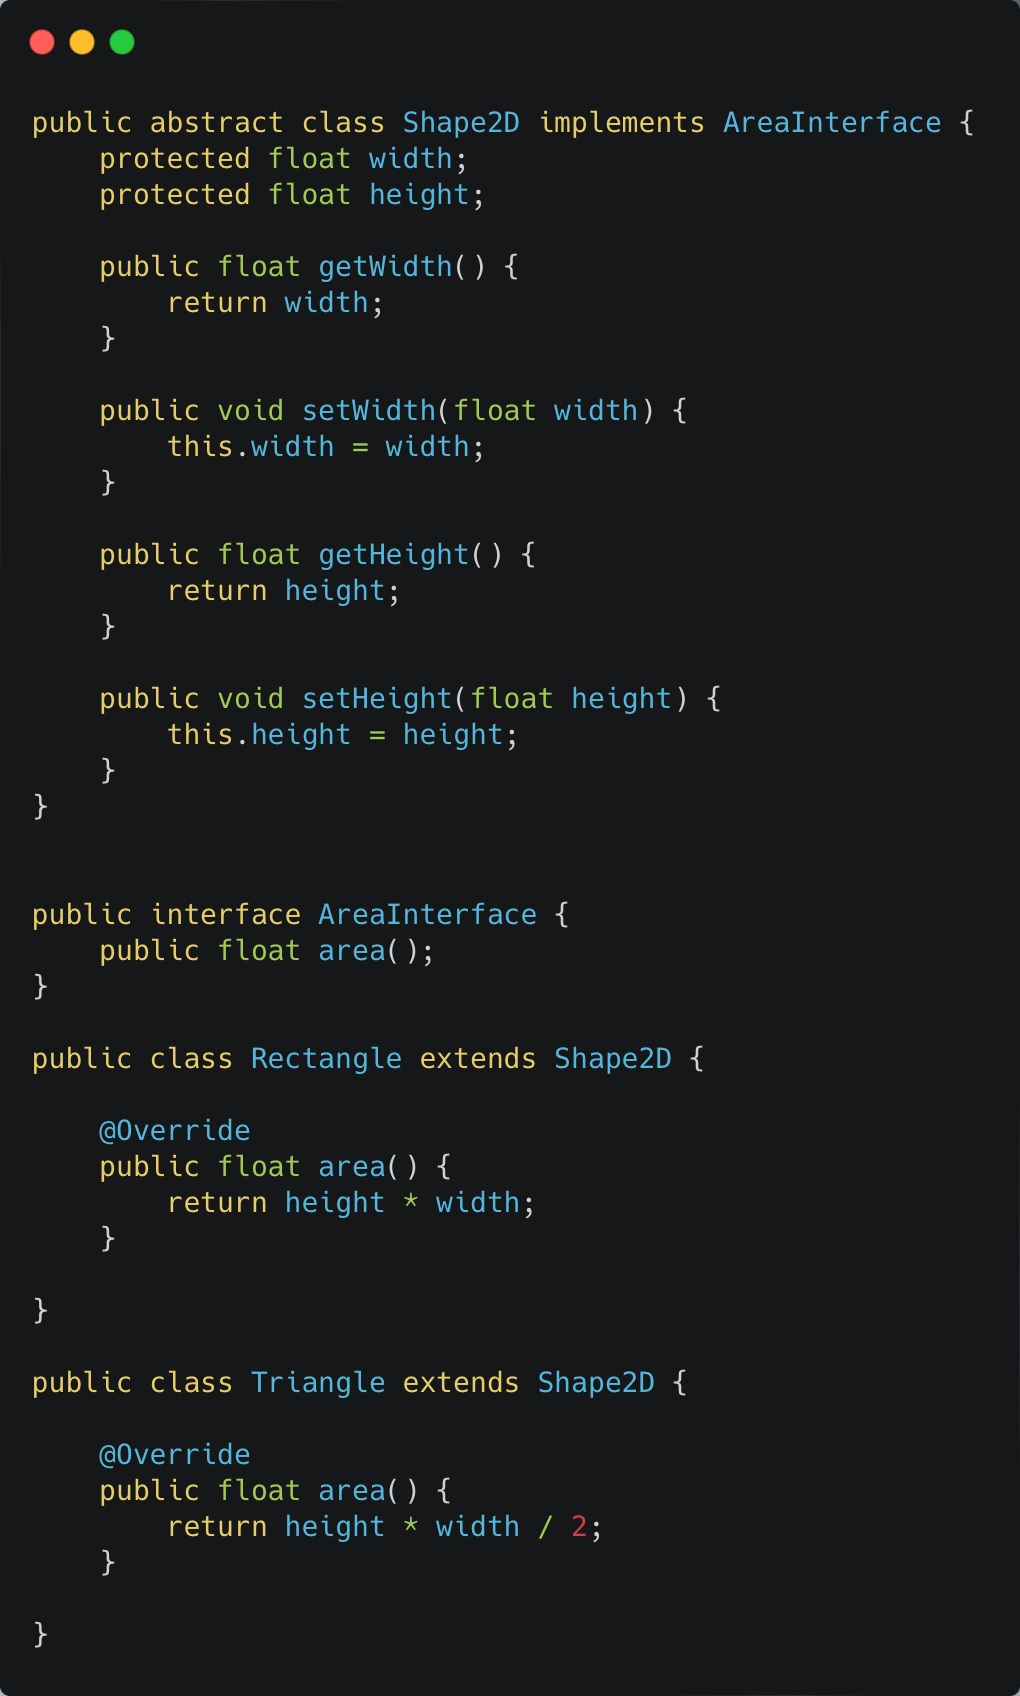 public abstract class Shape2D implements AreaInterface {
    protected float width;
    protected float height;

    public float getWidth() {
        return width;
    }

    public void setWidth(float width) {
        this.width = width;
    }

    public float getHeight() {
        return height;
    }

    public void setHeight(float height) {
        this.height = height;
    }
}


public interface AreaInterface {
    public float area();
}

public class Rectangle extends Shape2D {

    @Override
    public float area() {
        return height * width;
    }

}

public class Triangle extends Shape2D {

    @Override
    public float area() {
        return height * width / 2;
    }

}